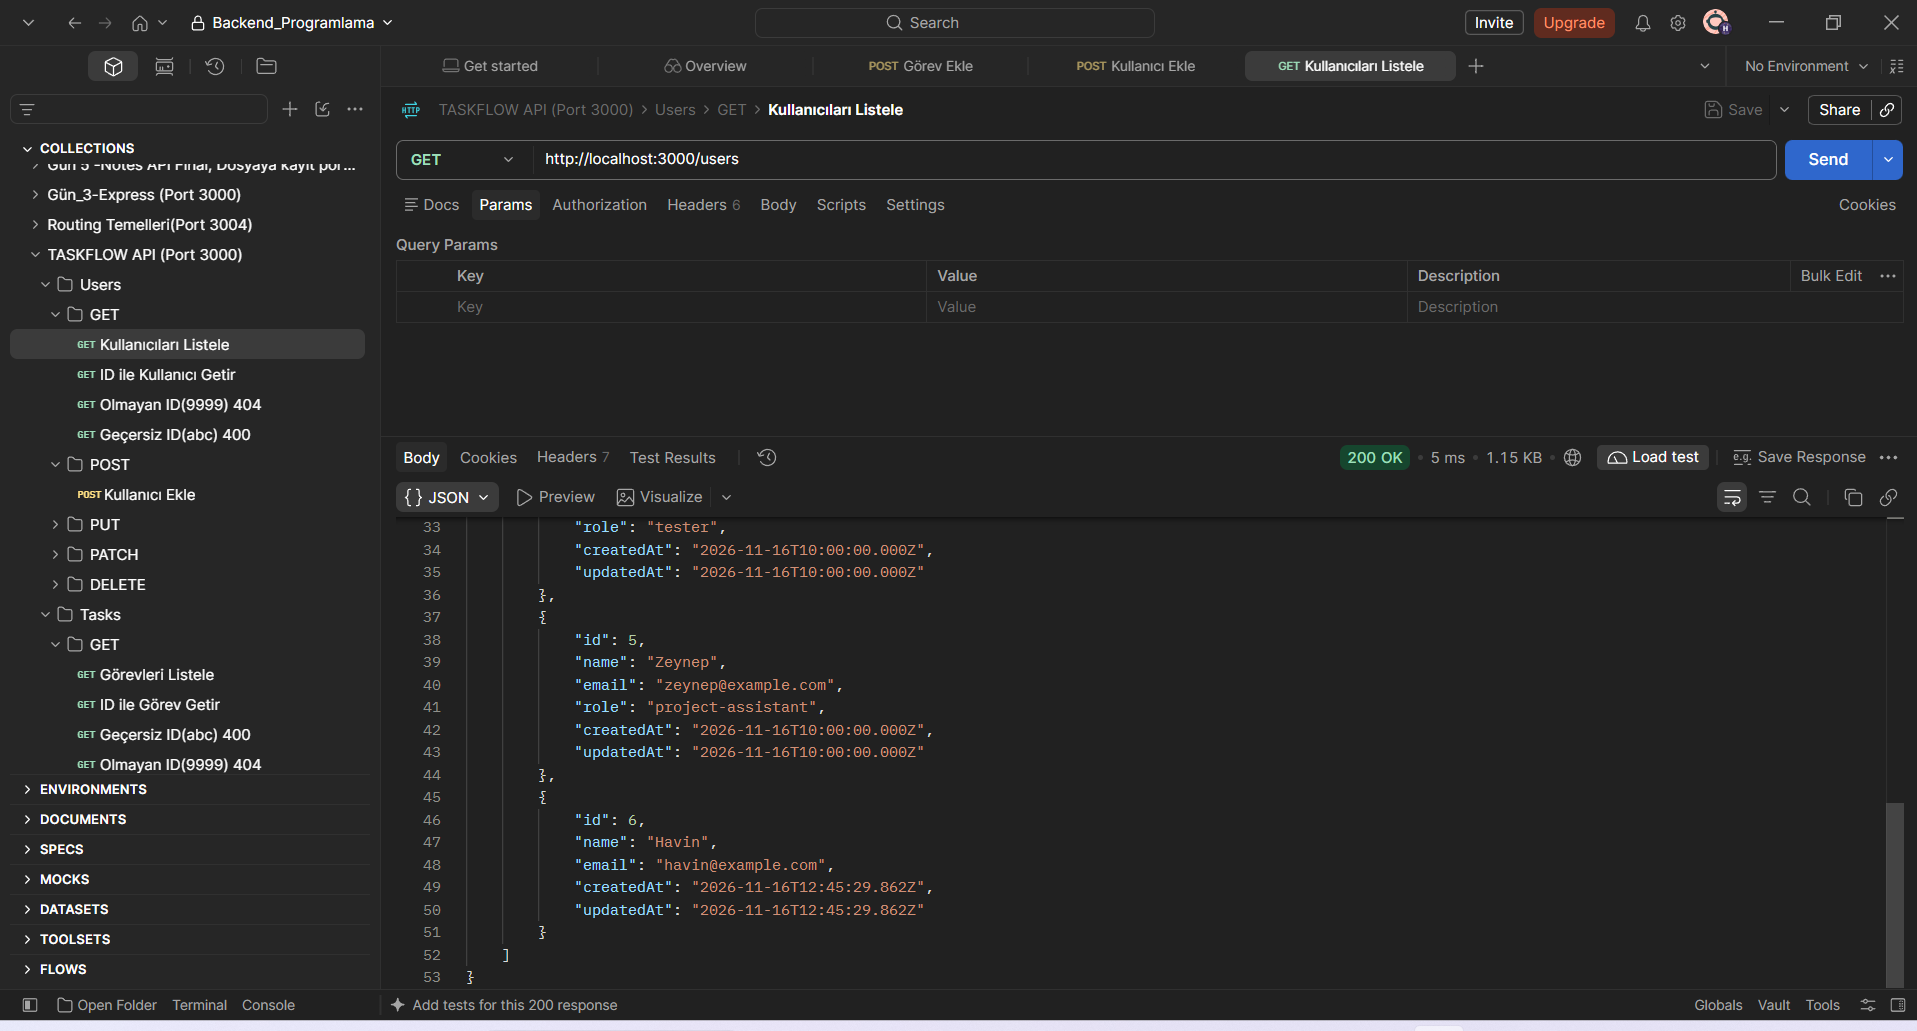 Backend_Programlama
Search
Invite
Upgrade
Get started
Overview
POST Görev Ekle
POST Kullanıcı Ekle
GET Kullanıcıları Listele
No Environment
HTTP TASKFLOW API (Port 3000) > Users > GET > Kullanıcıları Listele
Save
Share
COLLECTIONS
Gün 5 -Notes API Final, Dosyaya kayıt por...
Gün_3-Express (Port 3000)
Routing Temelleri(Port 3004)
TASKFLOW API (Port 3000)
Users
GET
GET Kullanıcıları Listele
GET ID ile Kullanıcı Getir
GET Olmayan ID(9999) 404
GET Geçersiz ID(abc) 400
POST
POST Kullanıcı Ekle
PUT
PATCH
DELETE
Tasks
GET
GET Görevleri Listele
GET ID ile Görev Getir
GET Geçersiz ID(abc) 400
GET Olmayan ID(9999) 404
ENVIRONMENTS
DOCUMENTS
SPECS
MOCKS
DATASETS
TOOLSETS
FLOWS
GET http://localhost:3000/users
Send
Docs Params Authorization Headers 6 Body Scripts Settings Cookies
Query Params
Key Value Description Bulk Edit
Key Value Description
Body Cookies Headers 7 Test Results
200 OK • 5 ms • 1.15 KB • Load test e.g. Save Response
{} JSON Preview Visualize
33 "role": "tester",
34 "createdAt": "2026-11-16T10:00:00.000Z",
35 "updatedAt": "2026-11-16T10:00:00.000Z"
36 },
37 {
38 "id": 5,
39 "name": "Zeynep",
40 "email": "zeynep@example.com",
41 "role": "project-assistant",
42 "createdAt": "2026-11-16T10:00:00.000Z",
43 "updatedAt": "2026-11-16T10:00:00.000Z"
44 },
45 {
46 "id": 6,
47 "name": "Havin",
48 "email": "havin@example.com",
49 "createdAt": "2026-11-16T12:45:29.862Z",
50 "updatedAt": "2026-11-16T12:45:29.862Z"
51 }
52 ]
53 }
Open Folder Terminal Console
Add tests for this 200 response
Globals Vault Tools